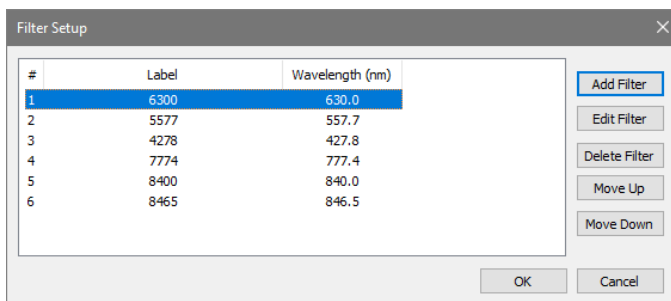 Filter Setup
# Label Wavelength (nm)
1 6300 630.0
2 5577 557.7
3 4278 427.8
4 7774 777.4
5 8400 840.0
6 8465 846.5
Add Filter
Edit Filter
Delete Filter
Move Up
Move Down
OK Cancel